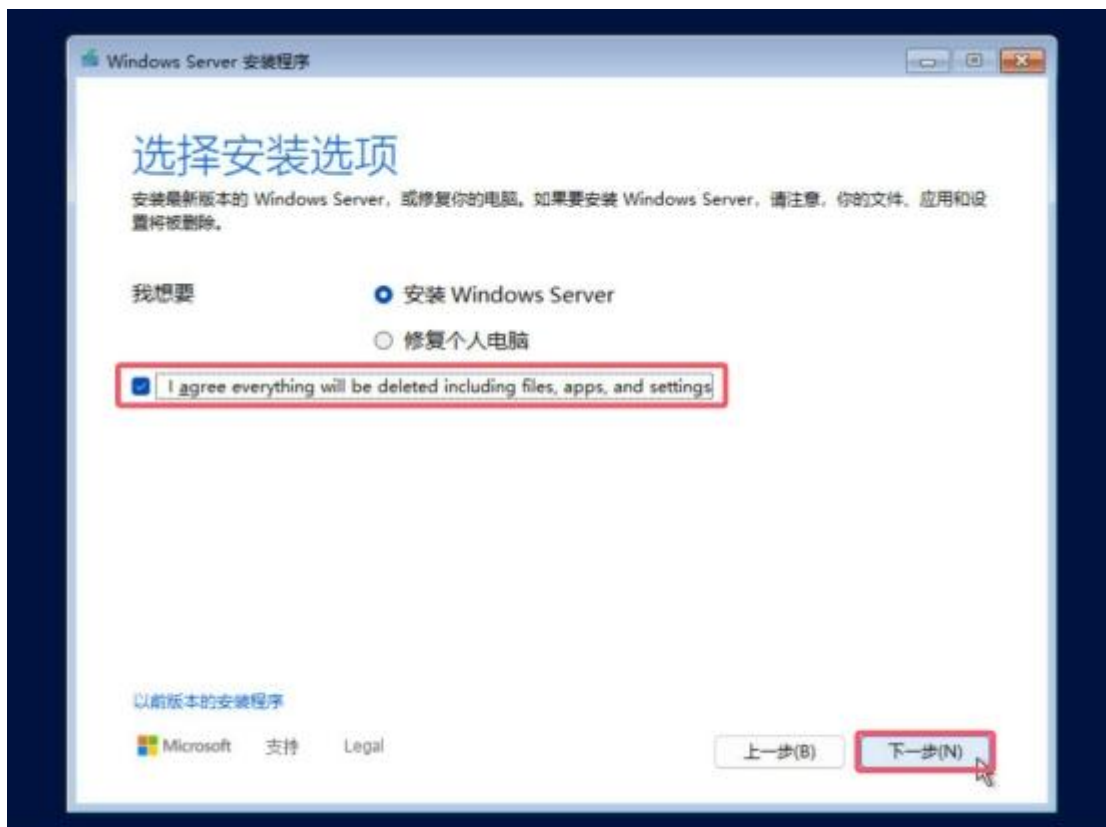 Windows Server 安装程序
选择安装选项
安装最新版本的 Windows Server，或修复你的电脑。如果要安装 Windows Server，请注意，你的文件、应用和设
置将被删除。
我想要
安装 Windows Server
修复个人电脑
I agree everything will be deleted including files, apps, and settings
以前版本的安装程序
Microsoft 支持 Legal
上一步(B) 下一步(N)